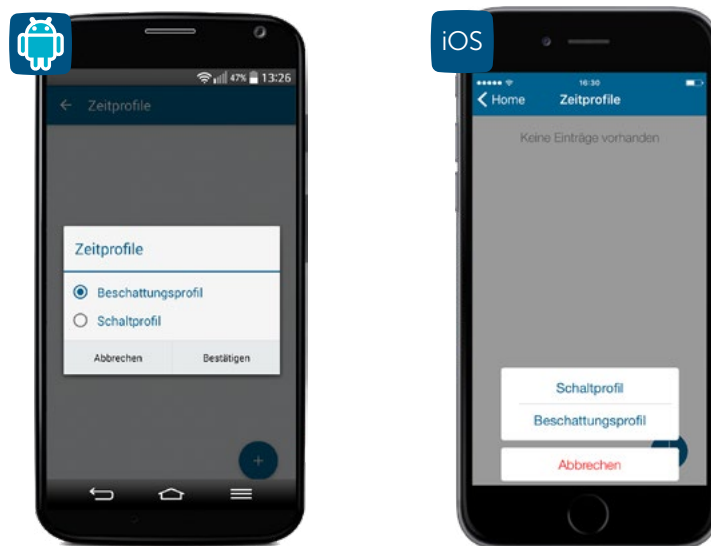 47% 13:26
Zeitprofile
Zeitprofile
Beschattungsprofil
Schaltprofil
Abbrechen Bestätigen
iOS
16:30
Home Zeitprofile
Keine Einträge vorhanden
Schaltprofil
Beschattungsprofil
Abbrechen